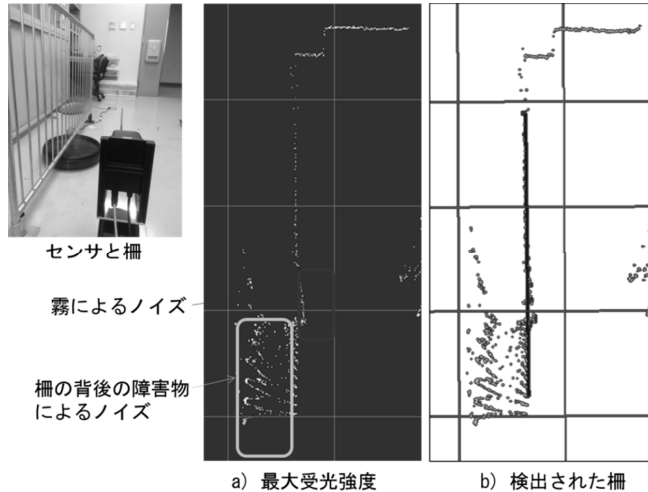 センサと柵
霧によるノイズ
柵の背後の障害物
によるノイズ
a) 最大受光強度
b) 検出された柵